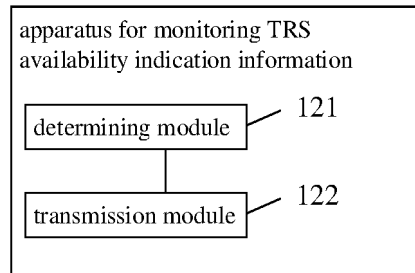 apparatus for monitoring TRS
availability indication information
determining module
121
transmission module
122